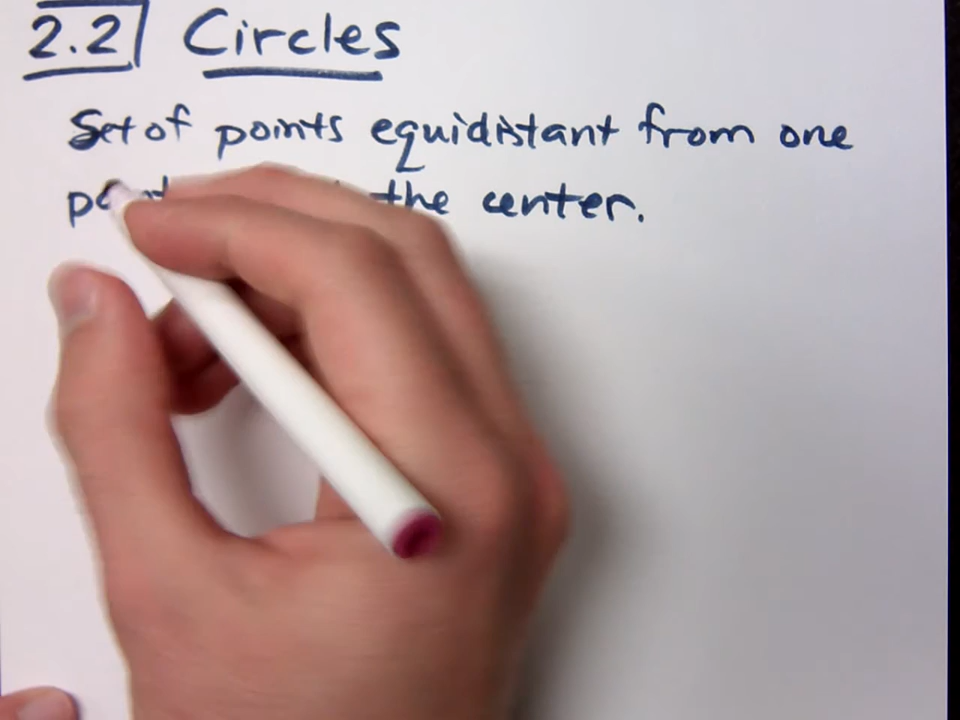 2.2 Circles
Set of points equidistant from one
the center.